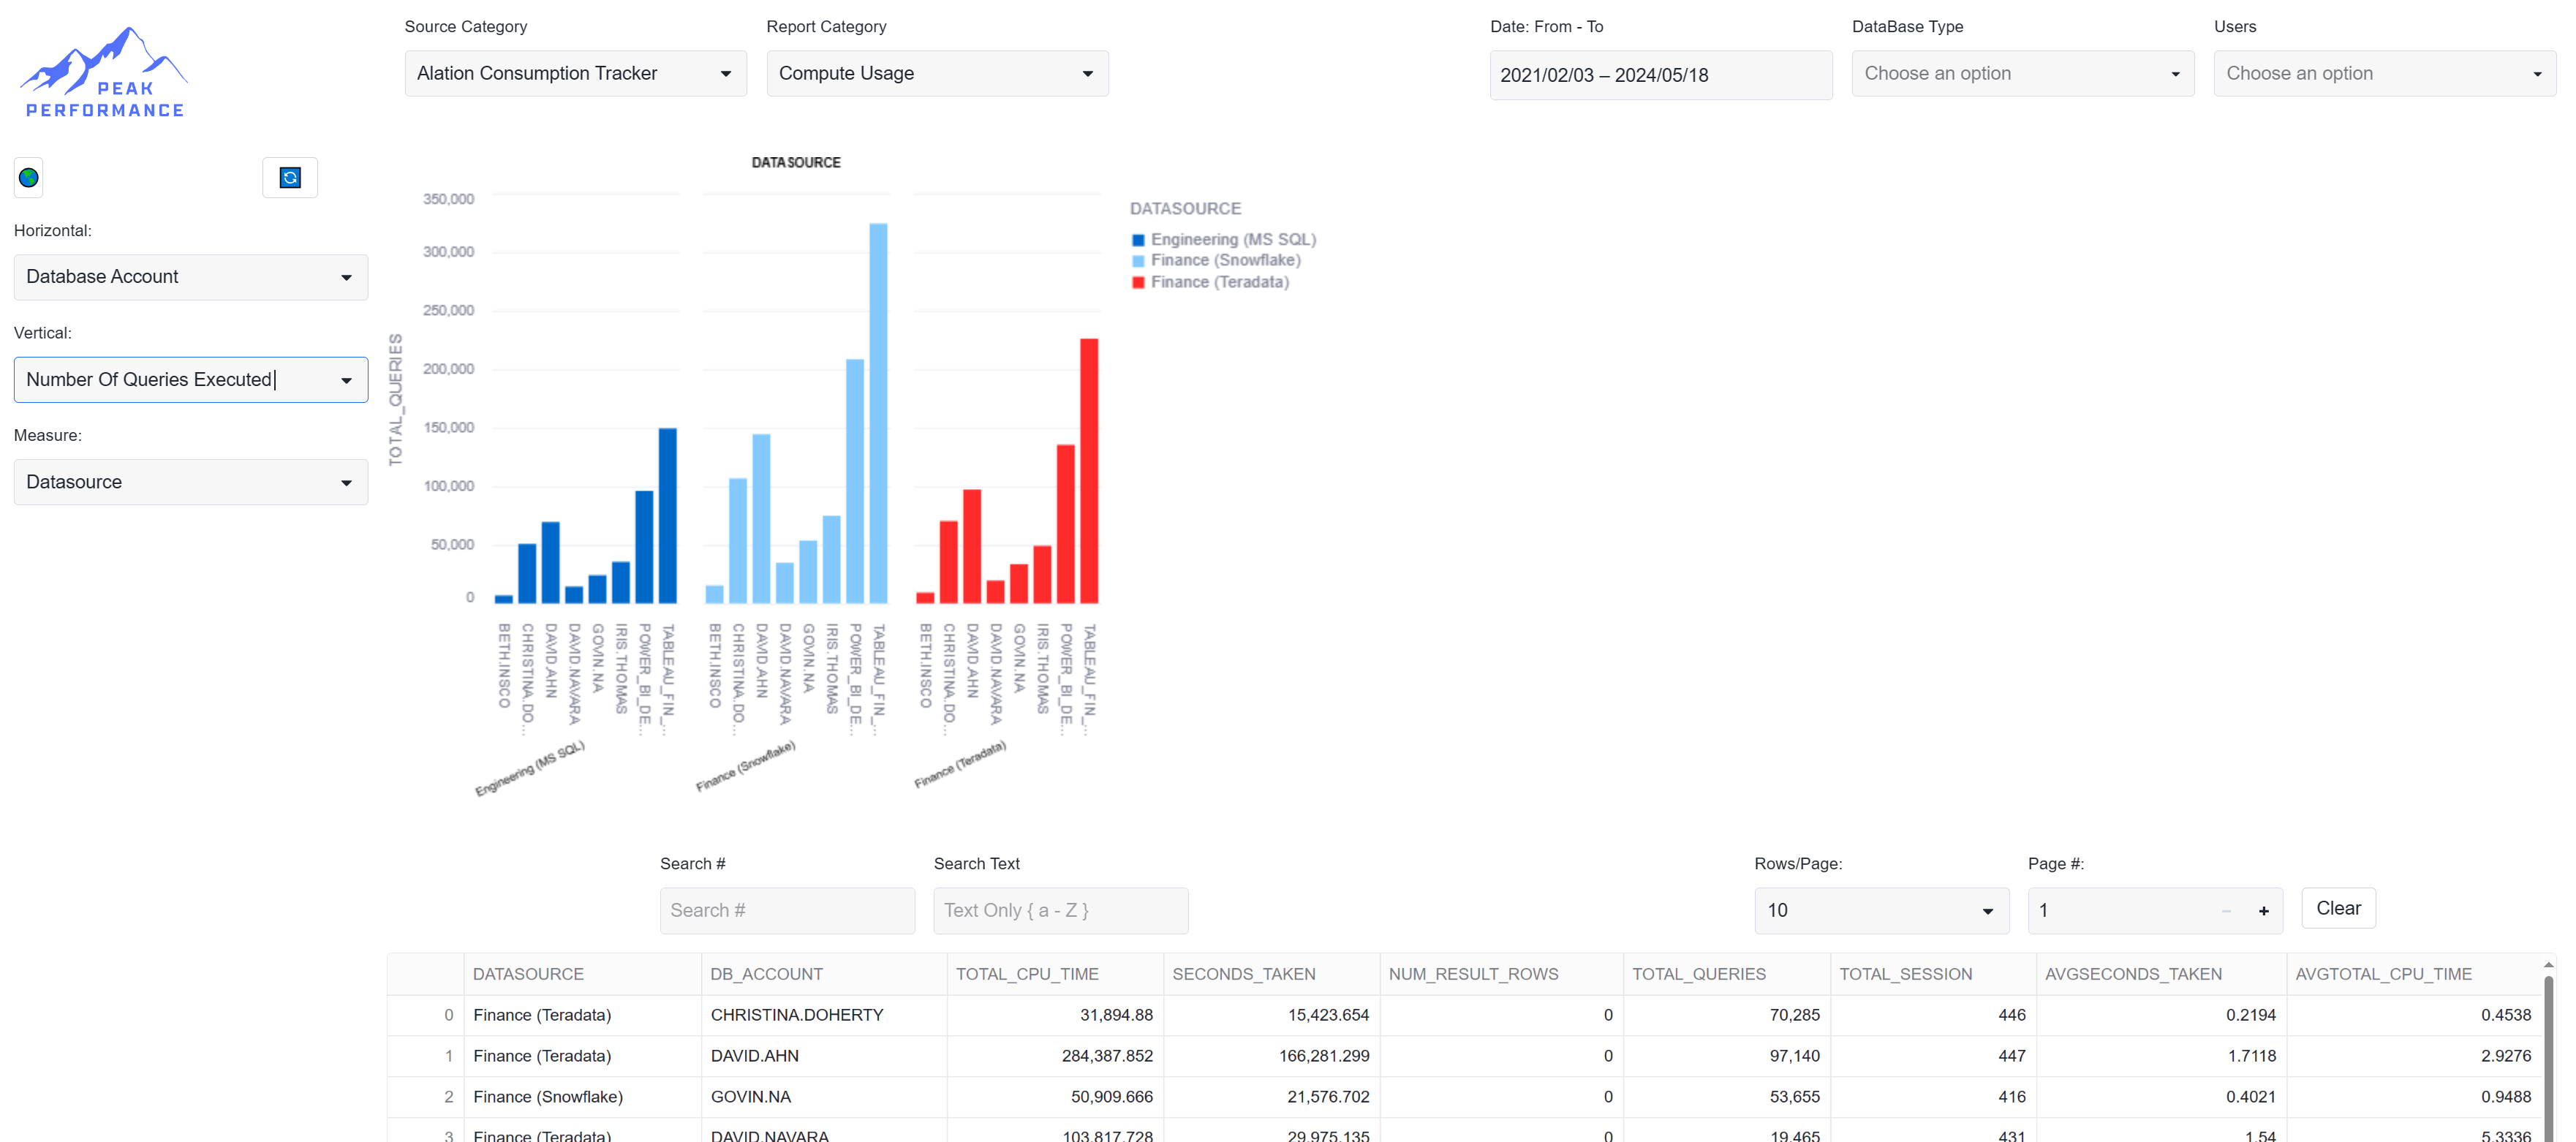 PEAK
PERFORMANCE
Source Category
Report Category
Date: From - To
DataBase Type
Users
Alation Consumption Tracker
Compute Usage
2021/02/03 – 2024/05/18
Choose an option
Choose an option
Horizontal:
Database Account
Vertical:
Number Of Queries Executed
Measure:
Datasource
DATASOURCE
TOTAL_QUERIES
350,000
300,000
250,000
200,000
150,000
100,000
50,000
0
BETH.INSCO
CHRISTINA.DO...
DAVID.AHN
DAVID.NAVARA
GOVIN.NA
IRIS.THOMAS
POWER_BI_DE...
TABLEAU_FIN_...
BETH.INSCO
CHRISTINA.DO...
DAVID.AHN
DAVID.NAVARA
GOVIN.NA
IRIS.THOMAS
POWER_BI_DE...
TABLEAU_FIN_...
BETH.INSCO
CHRISTINA.DO...
DAVID.AHN
DAVID.NAVARA
GOVIN.NA
IRIS.THOMAS
POWER_BI_DE...
TABLEAU_FIN_...
Engineering (MS SQL)
Finance (Snowflake)
Finance (Teradata)
DATASOURCE
Engineering (MS SQL)
Finance (Snowflake)
Finance (Teradata)
Search #
Search Text
Rows/Page:
Page #:
Search #
Text Only { a - Z }
10
1
Clear
DATASOURCE DB_ACCOUNT TOTAL_CPU_TIME SECONDS_TAKEN NUM_RESULT_ROWS TOTAL_QUERIES TOTAL_SESSION AVGSECONDS_TAKEN AVGTOTAL_CPU_TIME
0 Finance (Teradata) CHRISTINA.DOHERTY 31,894.88 15,423.654 0 70,285 446 0.2194 0.4538
1 Finance (Teradata) DAVID.AHN 284,387.852 166,281.299 0 97,140 447 1.7118 2.9276
2 Finance (Snowflake) GOVIN.NA 50,909.666 21,576.702 0 53,655 416 0.4021 0.9488
3 Finance (Teradata) DAVID.NAVARA 103,817.728 29,975.135 0 19,465 431 1.54 5.3336